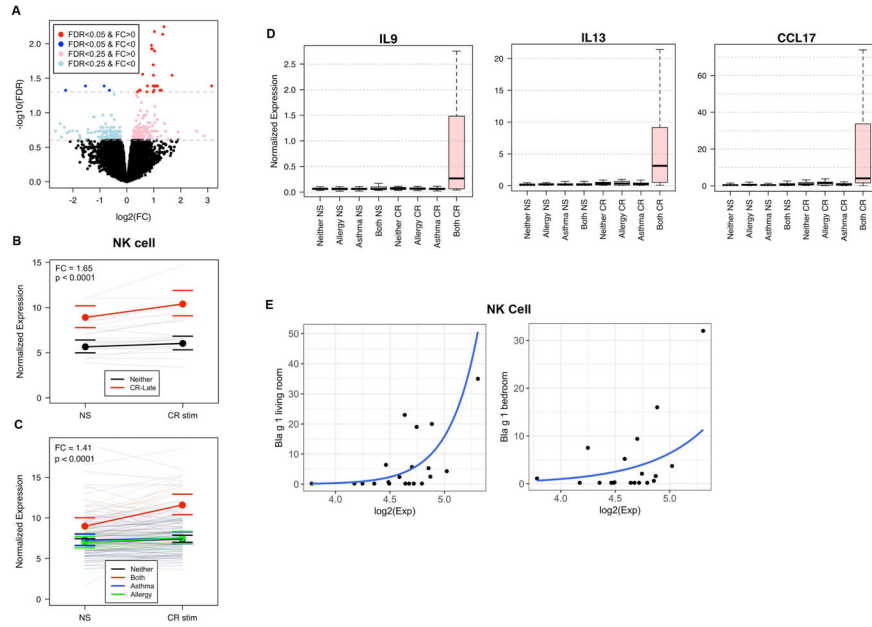 A
FDR<0.05 & FC>0
FDR<0.05 & FC<0
FDR<0.25 & FC>0
FDR<0.25 & FC<0
-log10(FDR)
2.0
1.5
1.0
0.5
0.0
-2 -1 0 1 2 3
log2(FC)
B
NK cell
FC = 1.65
p < 0.0001
Normalized Expression
15
10
5
0
Neither
CR-Late
NS CR stim
C
FC = 1.41
p < 0.0001
Normalized Expression
20
15
10
5
0
Neither
Both
Asthma
Allergy
NS CR stim
D
IL9
Normalized Expression
2.5
2.0
1.5
1.0
0.5
0.0
Neither NS
Allergy NS
Asthma NS
Both NS
Neither CR
Allergy CR
Asthma CR
Both CR
IL13
20
15
10
5
0
Neither NS
Allergy NS
Asthma NS
Both NS
Neither CR
Allergy CR
Asthma CR
Both CR
CCL17
60
40
20
0
Neither NS
Allergy NS
Asthma NS
Both NS
Neither CR
Allergy CR
Asthma CR
Both CR
E
NK Cell
Bla g 1 living room
50
40
30
20
10
0
4.0 4.5 5.0
log2(Exp)
Bla g 1 bedroom
30
20
10
0
4.0 4.5 5.0
log2(Exp)